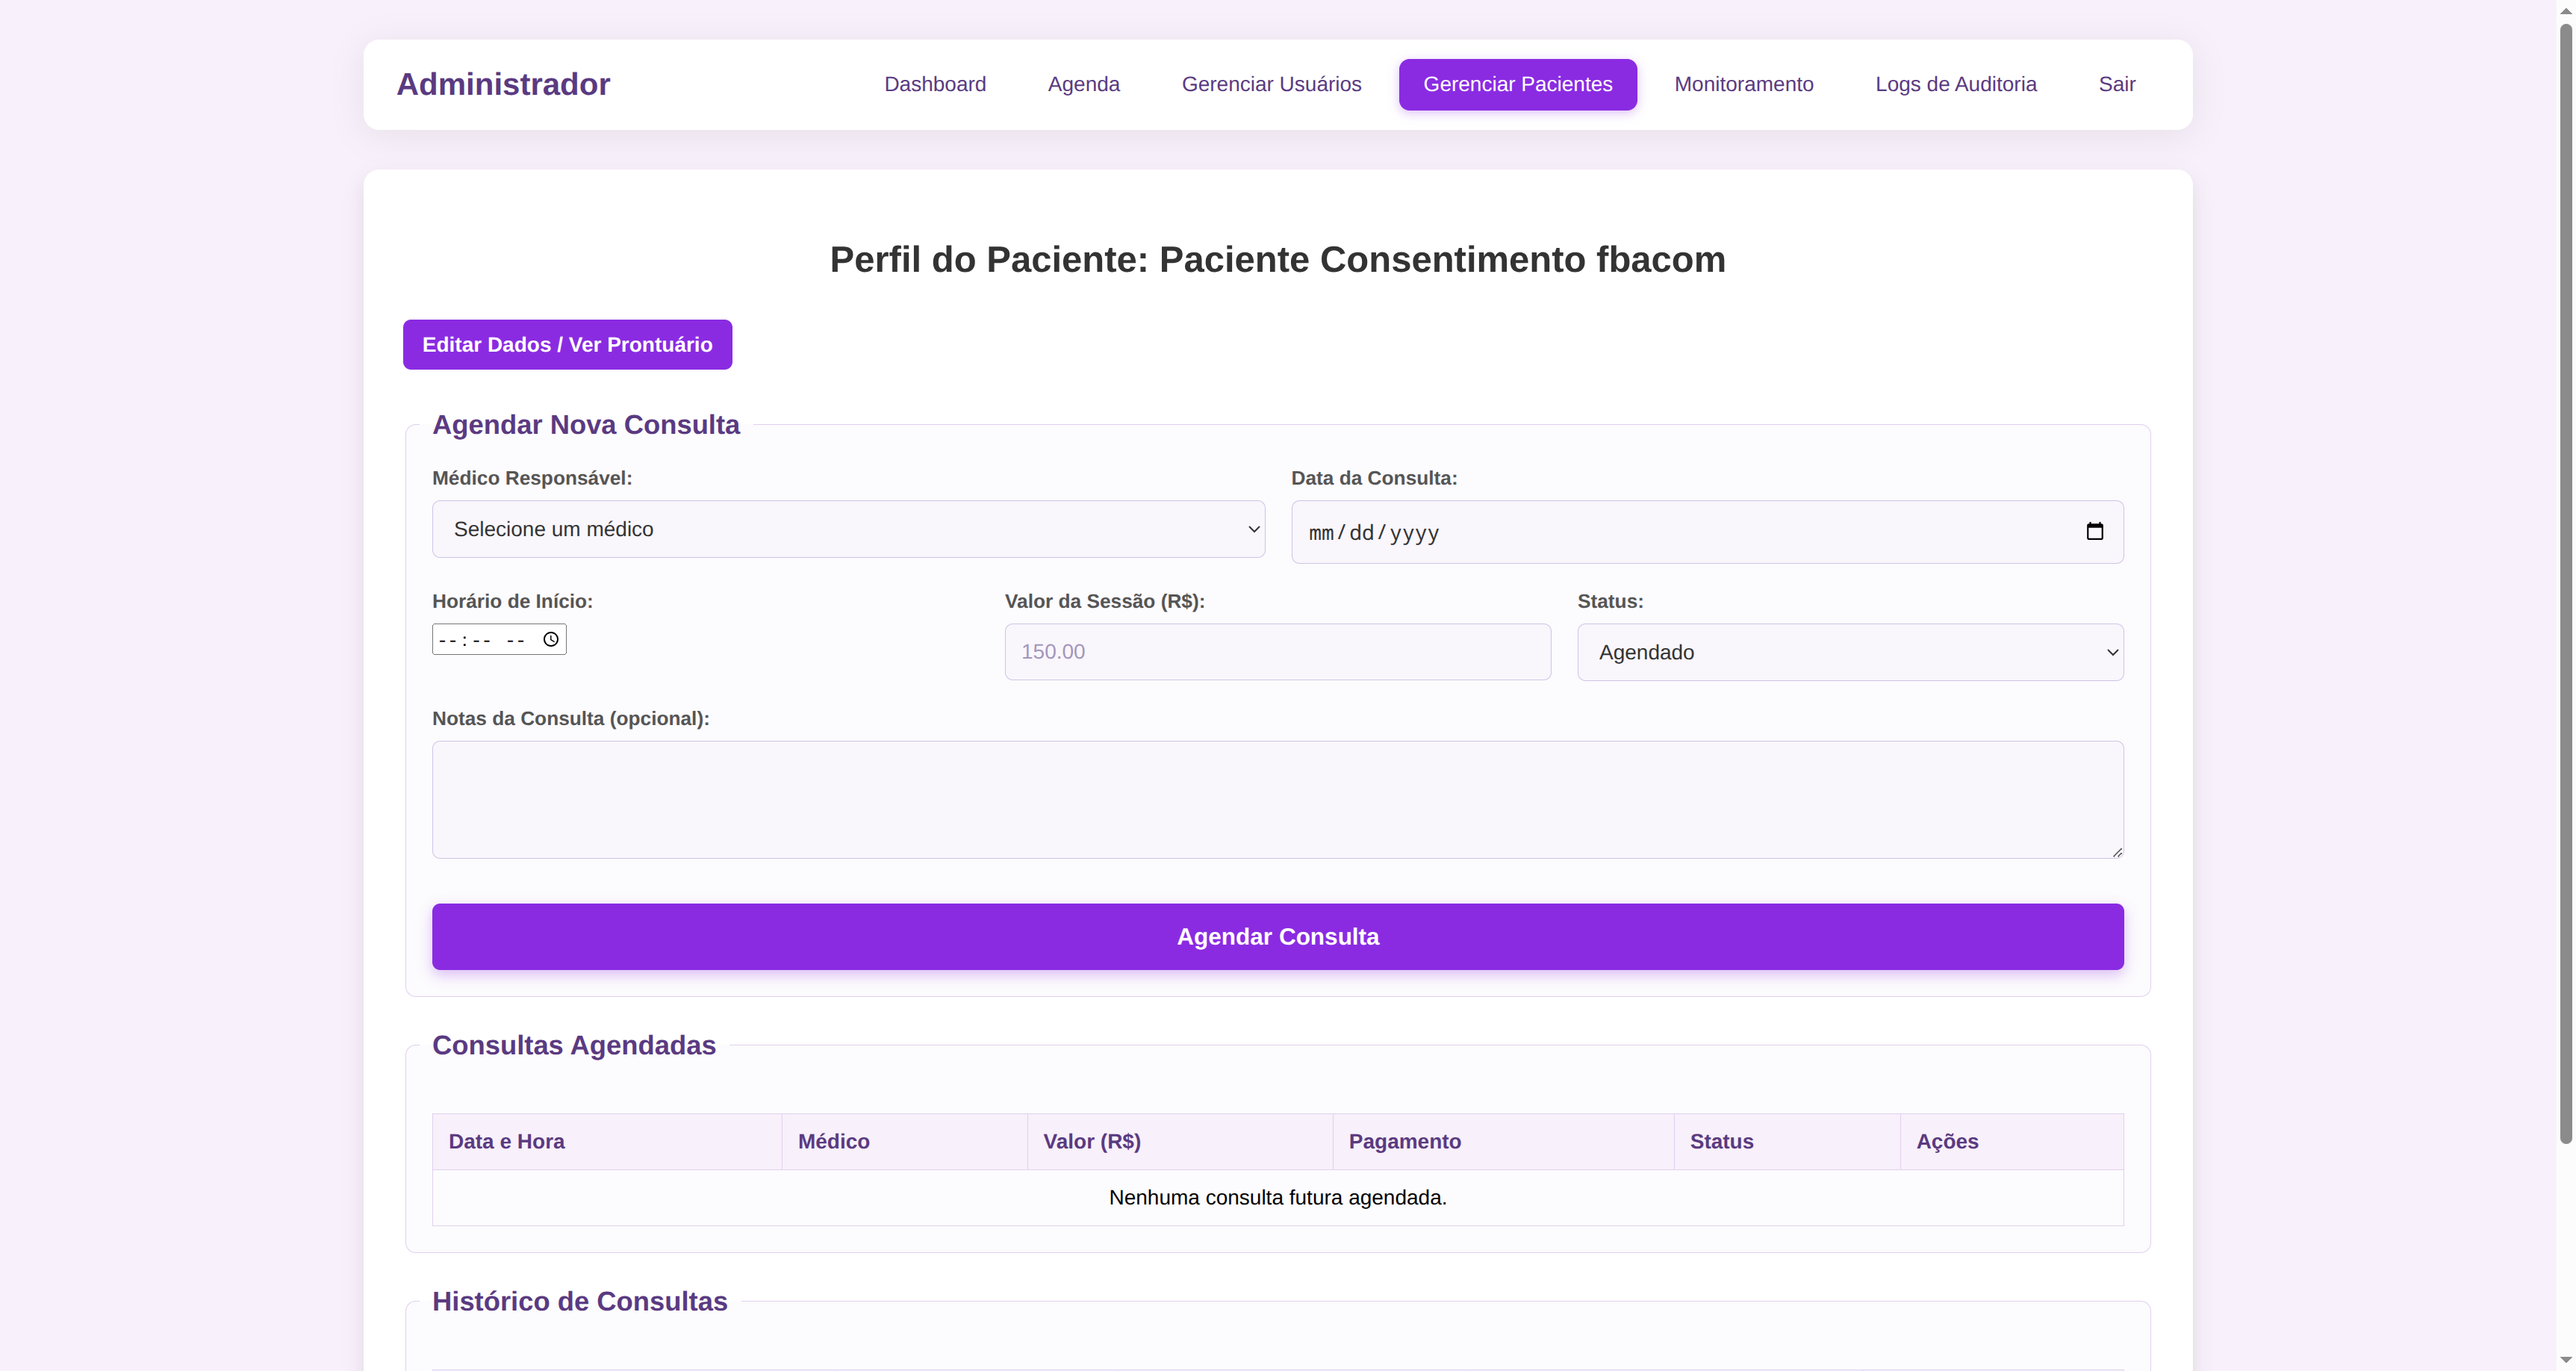 Administrador
Dashboard
Agenda
Gerenciar Usuários
Gerenciar Pacientes
Monitoramento
Logs de Auditoria
Sair
Perfil do Paciente: Paciente Consentimento fbacom
Editar Dados / Ver Prontuário
Agendar Nova Consulta
Médico Responsável:
Data da Consulta:
Selecione um médico
mm/dd/yyyy
Horário de Início:
Valor da Sessão (R$):
Status:
--:-- --
150.00
Agendado
Notas da Consulta (opcional):
Agendar Consulta
Consultas Agendadas
Data e Hora
Médico
Valor (R$)
Pagamento
Status
Ações
Nenhuma consulta futura agendada.
Histórico de Consultas